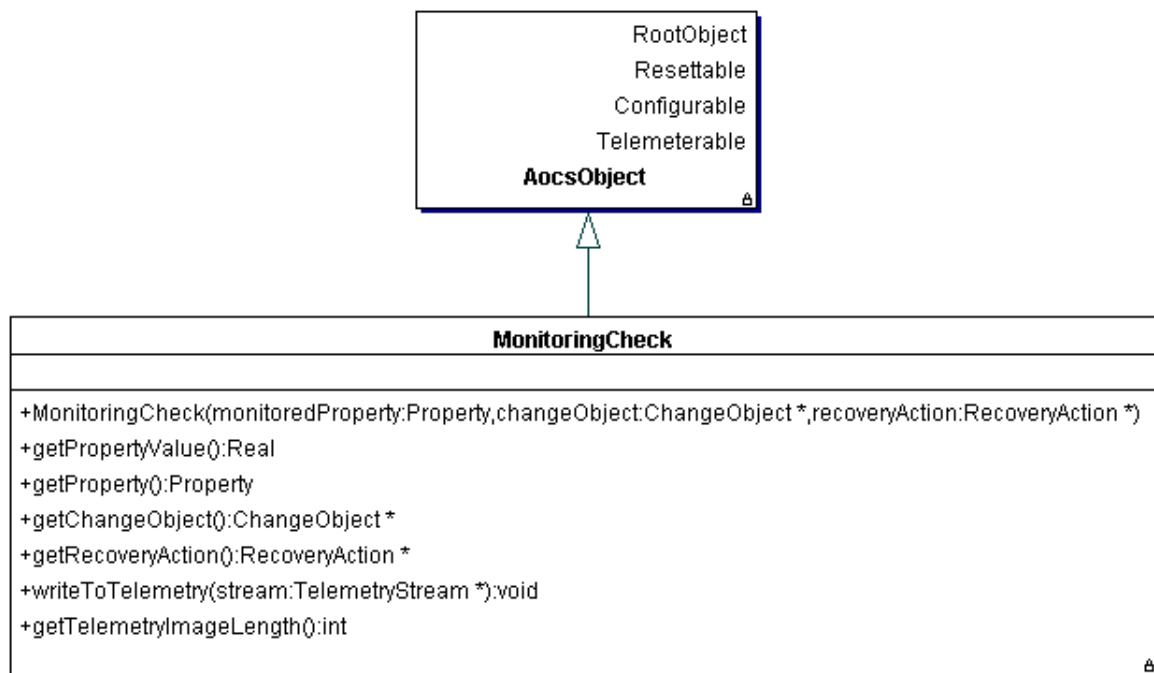 RootObject
Resettable
Configurable
Telemeterable
AocsObject
MonitoringCheck
+MonitoringCheck(monitoredProperty:Property,changeObject:ChangeObject *,recoveryAction:RecoveryAction *)
+getPropertyValue():Real
+getProperty():Property
+getChangeObject():ChangeObject *
+getRecoveryAction():RecoveryAction *
+writeToTelemetry(stream:TelemetryStream *):void
+getTelemetryImageLength():int